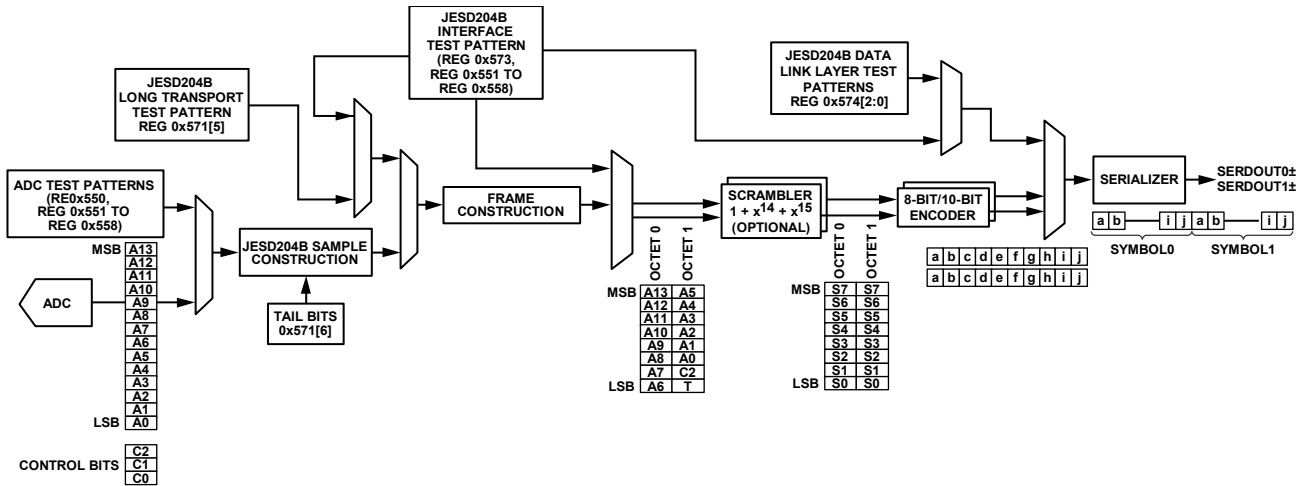 JESD204B
INTERFACE
TEST PATTERN
(REG 0x573,
REG 0x551 TO
REG 0x558)
JESD204B
LONG TRANSPORT
TEST PATTERN
REG 0x571[5]
JESD204B DATA
LINK LAYER TEST
PATTERNS
REG 0x574[2:0]
ADC TEST PATTERNS
(RE0x550,
REG 0x551 TO
REG 0x558)
FRAME
CONSTRUCTION
SCRAMBLER
1 + x14 + x15
(OPTIONAL)
8-BIT/10-BIT
ENCODER
SERIALIZER
SERDOUT0±
SERDOUT1±
JESD204B SAMPLE
CONSTRUCTION
TAIL BITS
0x571[6]
ADC
MSB A13
A12
A11
A10
A9
A8
A7
A6
A5
A4
A3
A2
A1
LSB A0
CONTROL BITS
C2
C1
C0
OCTET 0 OCTET 1
MSB A13 A5
A12 A4
A11 A3
A10 A2
A9 A1
A8 A0
A7 C2
LSB A6 T
OCTET 0 OCTET 1
MSB S7 S7
S6 S6
S5 S5
S4 S4
S3 S3
S2 S2
S1 S1
LSB S0 S0
a b c d e f g h i j
a b c d e f g h i j
a b i j a b i j
SYMBOL0 SYMBOL1